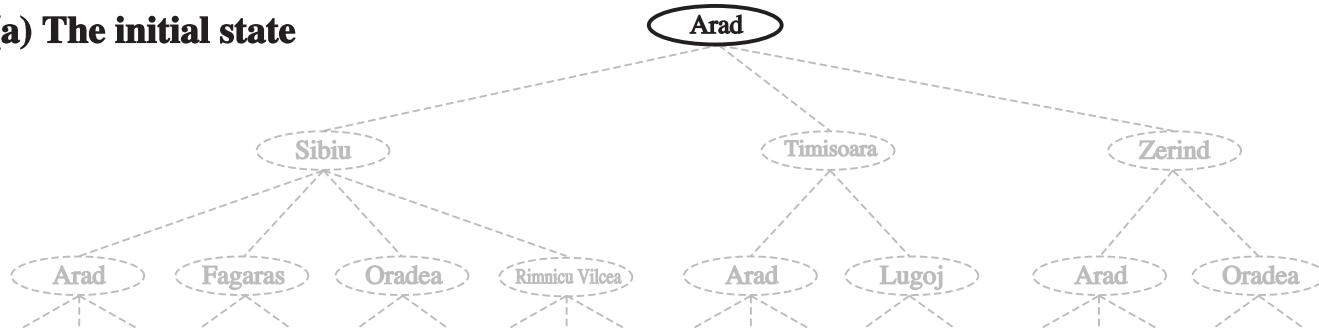 a) The initial state
Arad
Sibiu
Timisoara
Zerind
Arad
Fagaras
Oradea
Rimnicu Vilcea
Arad
Lugoj
Arad
Oradea